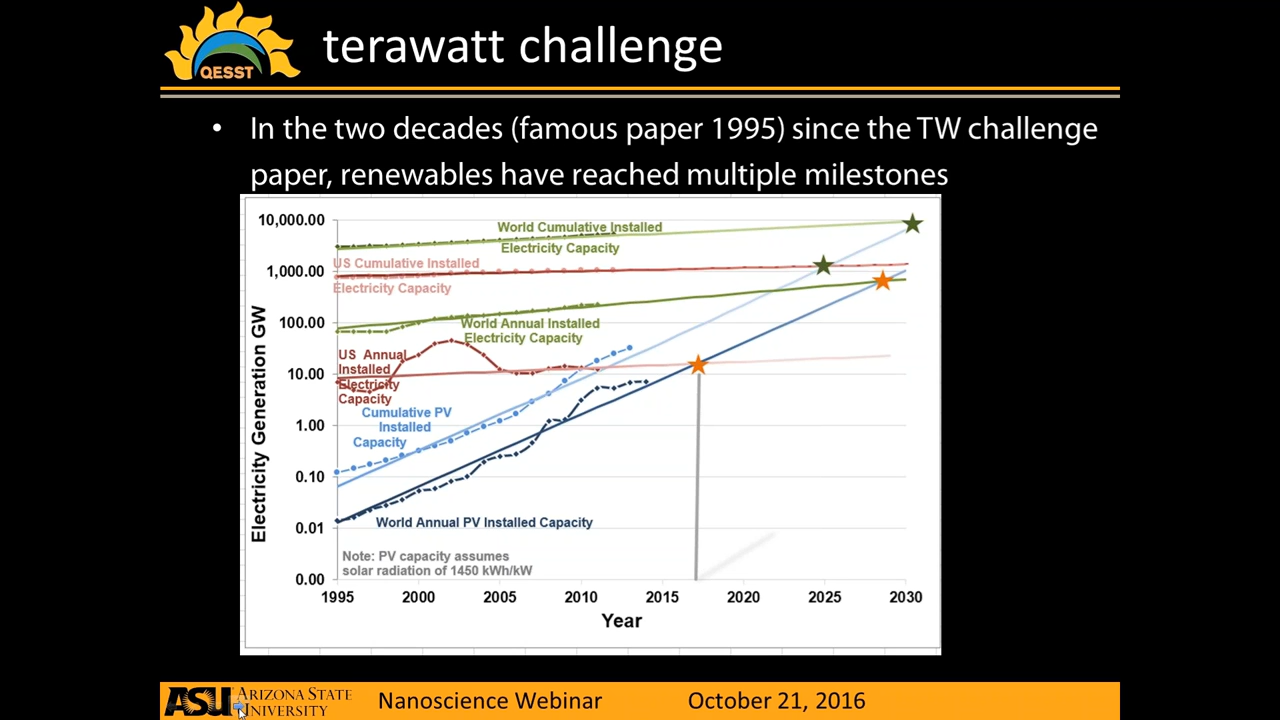 QESST
terawatt challenge
• In the two decades (famous paper 1995) since the TW challenge
paper, renewables have reached multiple milestones
Electricity Generation GW
10,000.00
1,000.00
100.00
10.00
1.00
0.10
0.01
0.00
World Cumulative Installed
Electricity Capacity
US Cumulative Installed
Electricity Capacity
World Annual Installed
Electricity Capacity
US Annual
Installed
Electricity
Capacity
Cumulative PV
Installed
Capacity
World Annual PV Installed Capacity
Note: PV capacity assumes
solar radiation of 1450 kWh/kW
1995 2000 2005 2010 2015 2020 2025 2030
Year
ASU ARIZONA STATE
UNIVERSITY
Nanoscience Webinar October 21, 2016